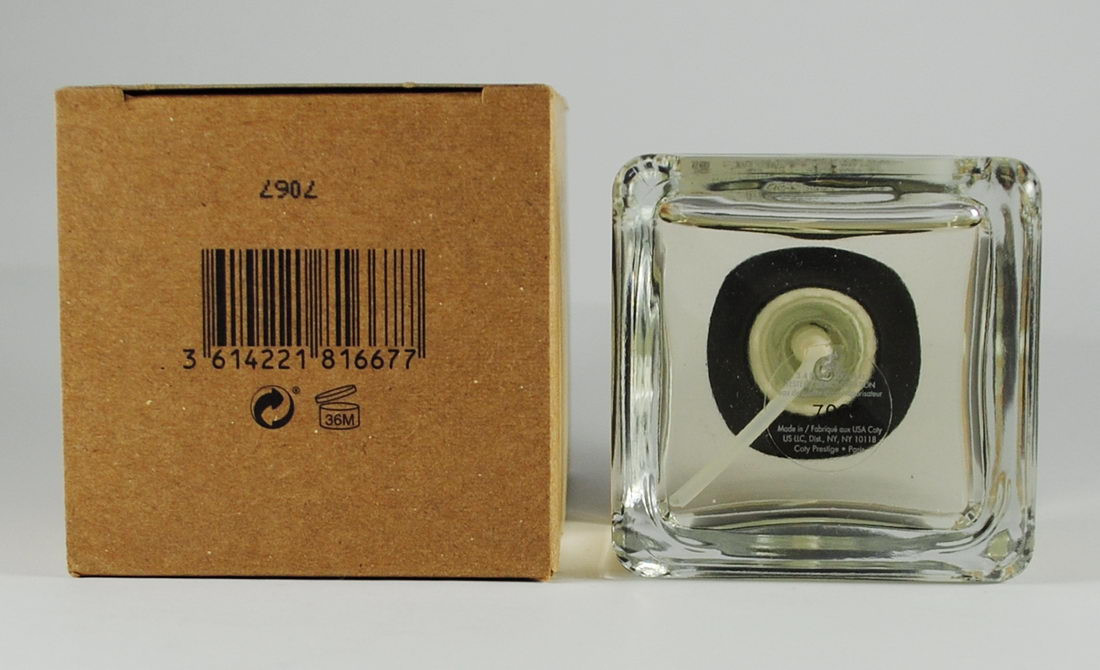 7067
3 614221 816677
®
36M
Made in / Fabriqué aux USA Coty
US LLC, Dist., NY, NY 10118
Coty Prestige • Paris